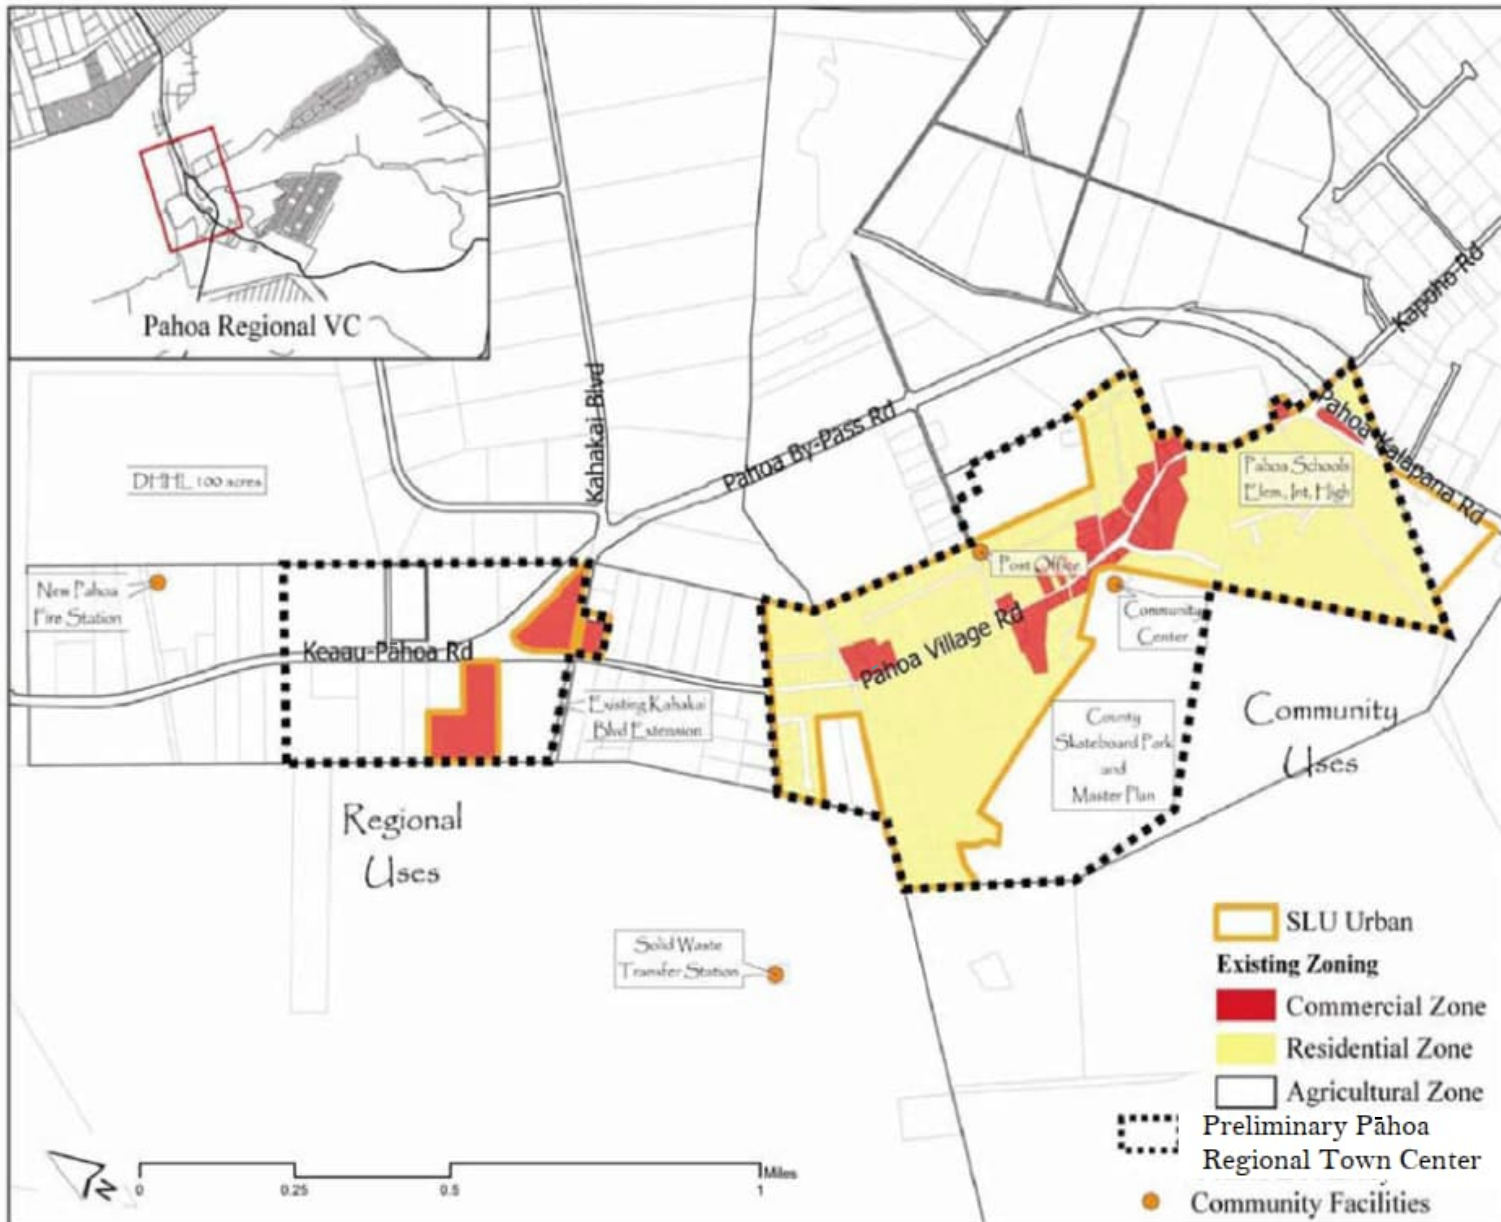 Pahoa Regional VC
Kahakai Blvd
Pahoa By-Pass Rd
Kapoho Rd
Pahoa Kalapana Rd
DHHL 100 acres
Pahoa Schools
Elem, Int, High
New Pahoa
Fire Station
Keaau-Pāhoa Rd
Post Office
Community
Center
Pahoa Village Rd
Existing Kahakai
Blvd Extension
County
Skateboard Park
and
Master Plan
Community
Uses
Regional
Uses
Solid Waste
Transfer Station
SLU Urban
Existing Zoning
Commercial Zone
Residential Zone
Agricultural Zone
Preliminary Pāhoa
Regional Town Center
Community Facilities
N
0 0.25 0.5 1 Miles